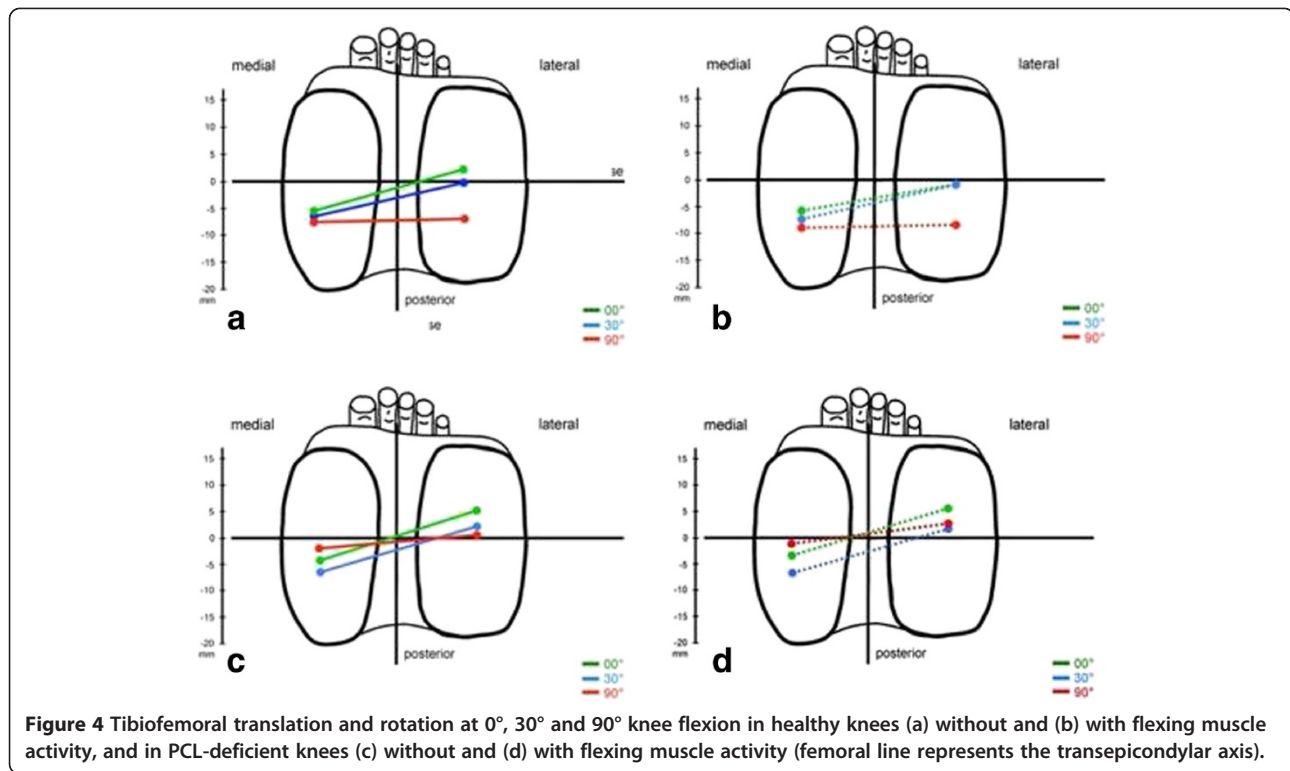 medial
lateral
15
10
5
0
-5
-10
-15
-20
mm
se
posterior
se
a
00°
30°
90°
medial
lateral
15
10
5
0
-5
-10
-15
-20
mm
posterior
b
00°
30°
90°
medial
lateral
15
10
5
0
-5
-10
-15
-20
mm
posterior
c
00°
30°
90°
medial
lateral
15
10
5
0
-5
-10
-15
-20
mm
posterior
d
00°
30°
90°
Figure 4 Tibiofemoral translation and rotation at 0°, 30° and 90° knee flexion in healthy knees (a) without and (b) with flexing muscle
activity, and in PCL-deficient knees (c) without and (d) with flexing muscle activity (femoral line represents the transepicondylar axis).